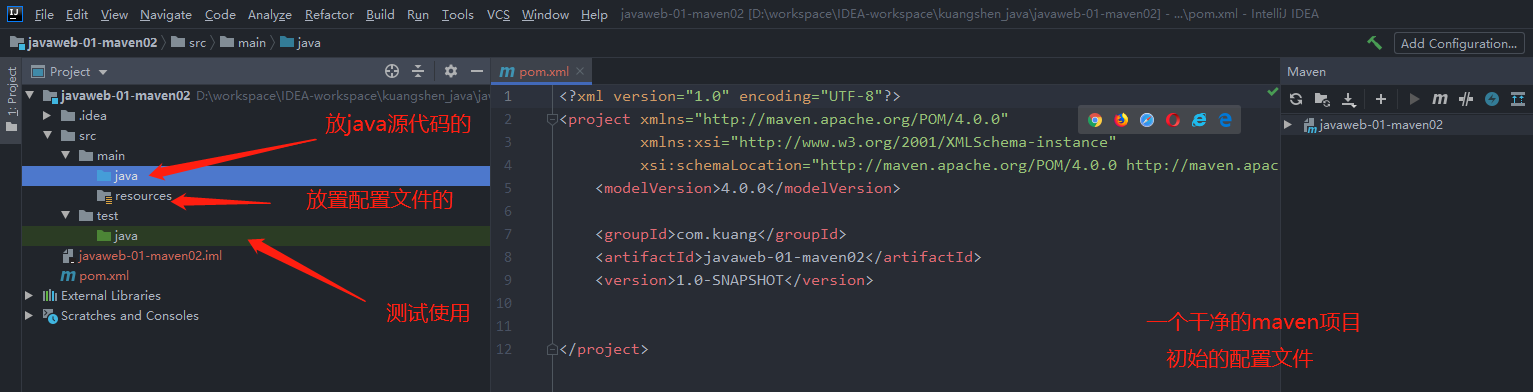 File Edit View Navigate Code Analyze Refactor Build Run Tools VCS Window Help javaweb-01-maven02 [D:\workspace\IDEA-workspace\kuangshen_java\javaweb-01-maven02] - ...\pom.xml - IntelliJ IDEA
javaweb-01-maven02 src main java Add Configuration...
1: Project
Project
javaweb-01-maven02 D:\workspace\IDEA-workspace\kuangshen_java\jav
.idea
src
main
java
resources
test
java
javaweb-01-maven02.iml
pom.xml
External Libraries
Scratches and Consoles
放java源代码的
放置配置文件的
测试使用
pom.xml
1 <?xml version="1.0" encoding="UTF-8"?>
2 <project xmlns="http://maven.apache.org/POM/4.0.0"
3 xmlns:xsi="http://www.w3.org/2001/XMLSchema-instance"
4 xsi:schemaLocation="http://maven.apache.org/POM/4.0.0 http://maven.apac
5 <modelVersion>4.0.0</modelVersion>
6
7 <groupId>com.kuang</groupId>
8 <artifactId>javaweb-01-maven02</artifactId>
9 <version>1.0-SNAPSHOT</version>
10
11
12 </project>
一个干净的maven项目
初始的配置文件
Maven
javaweb-01-maven02